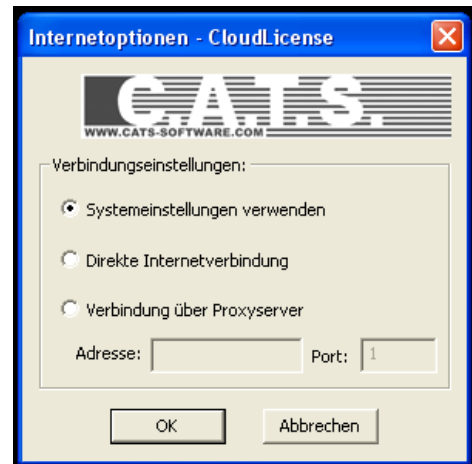 Internetoptionen - CloudLicense
C.A.T.S.
WWW.CATS-SOFTWARE.COM
Verbindungseinstellungen:
Systemeinstellungen verwenden
Direkte Internetverbindung
Verbindung über Proxyserver
Adresse: Port: 1
OK Abbrechen